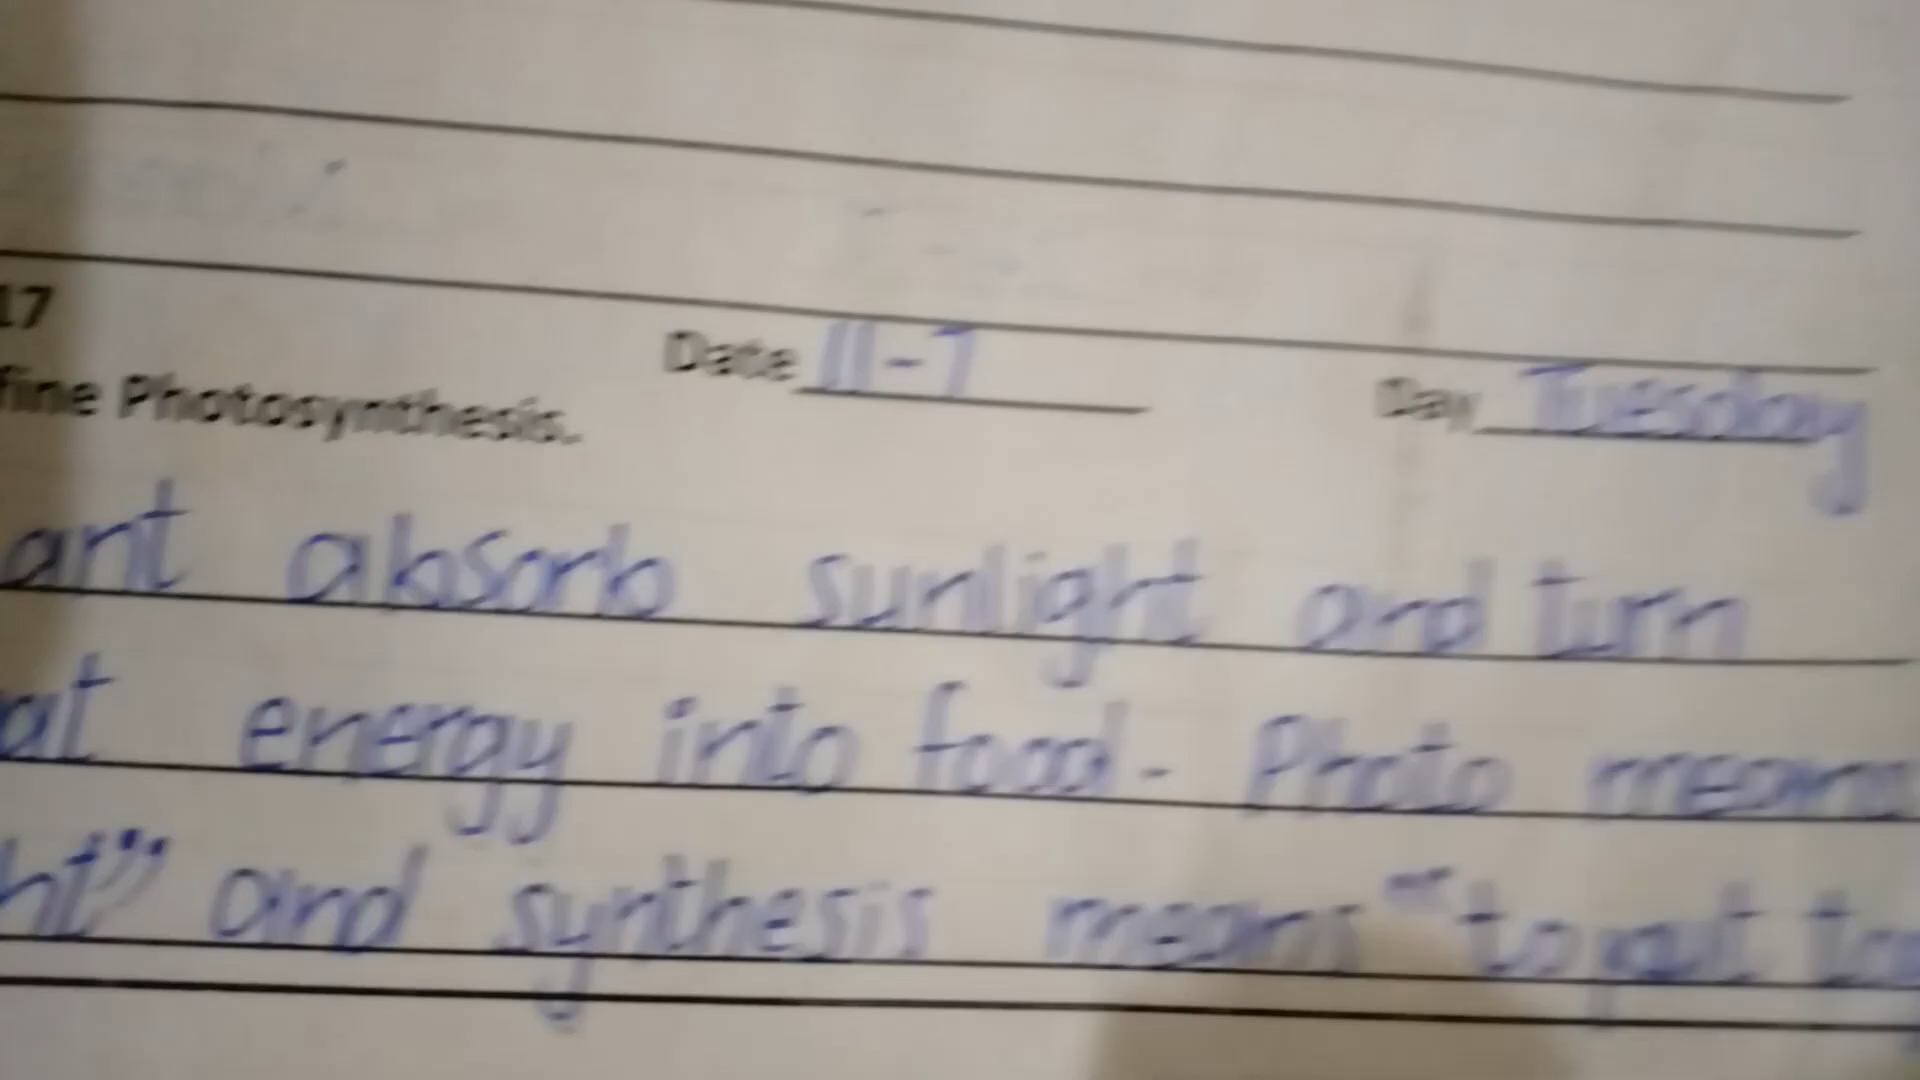 17
Date 11-7 Day Tuesday
fine Photosynthesis.
ant absorb sunlight and turn
at energy into food. Photo means
ht" and synthesis means "to put tog